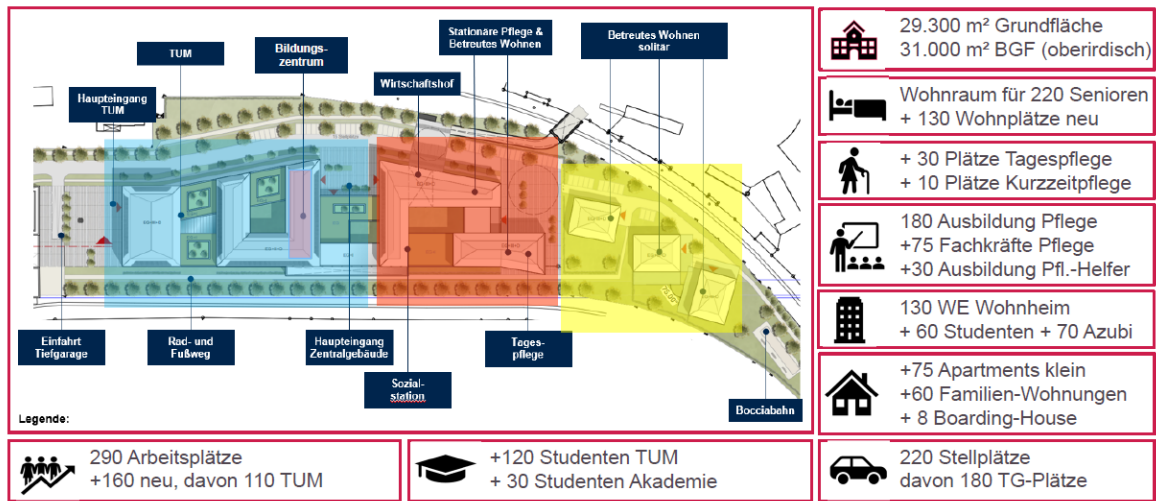 TUM
Bildungs-
zentrum
Stationäre Pflege &
Betreutes Wohnen
Betreutes Wohnen
solitär
Haupteingang
TUM
Wirtschaftshof
Einfahrt
Tiefgarage
Rad- und
Fußweg
Haupteingang
Zentralgebäude
Tages-
pflege
Sozial-
station
Bocciabahn
Legende:
29.300 m² Grundfläche
31.000 m² BGF (oberirdisch)
Wohnraum für 220 Senioren
+ 130 Wohnplätze neu
+ 30 Plätze Tagespflege
+ 10 Plätze Kurzzeitpflege
180 Ausbildung Pflege
+75 Fachkräfte Pflege
+30 Ausbildung Pfl.-Helfer
130 WE Wohnheim
+ 60 Studenten + 70 Azubi
+75 Apartments klein
+60 Familien-Wohnungen
+ 8 Boarding-House
290 Arbeitsplätze
+160 neu, davon 110 TUM
+120 Studenten TUM
+ 30 Studenten Akademie
220 Stellplätze
davon 180 TG-Plätze